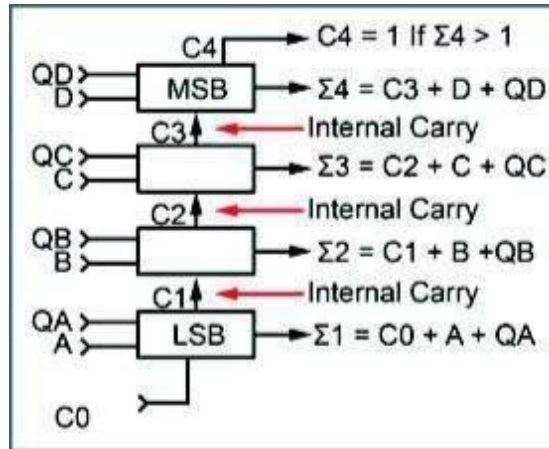 C4 C4 = 1 If Σ4 > 1
QD
D MSB Σ4 = C3 + D + QD
C3 Internal Carry
QC
C Σ3 = C2 + C + QC
C2 Internal Carry
QB
B Σ2 = C1 + B +QB
C1 Internal Carry
QA
A LSB Σ1 = C0 + A + QA
C0